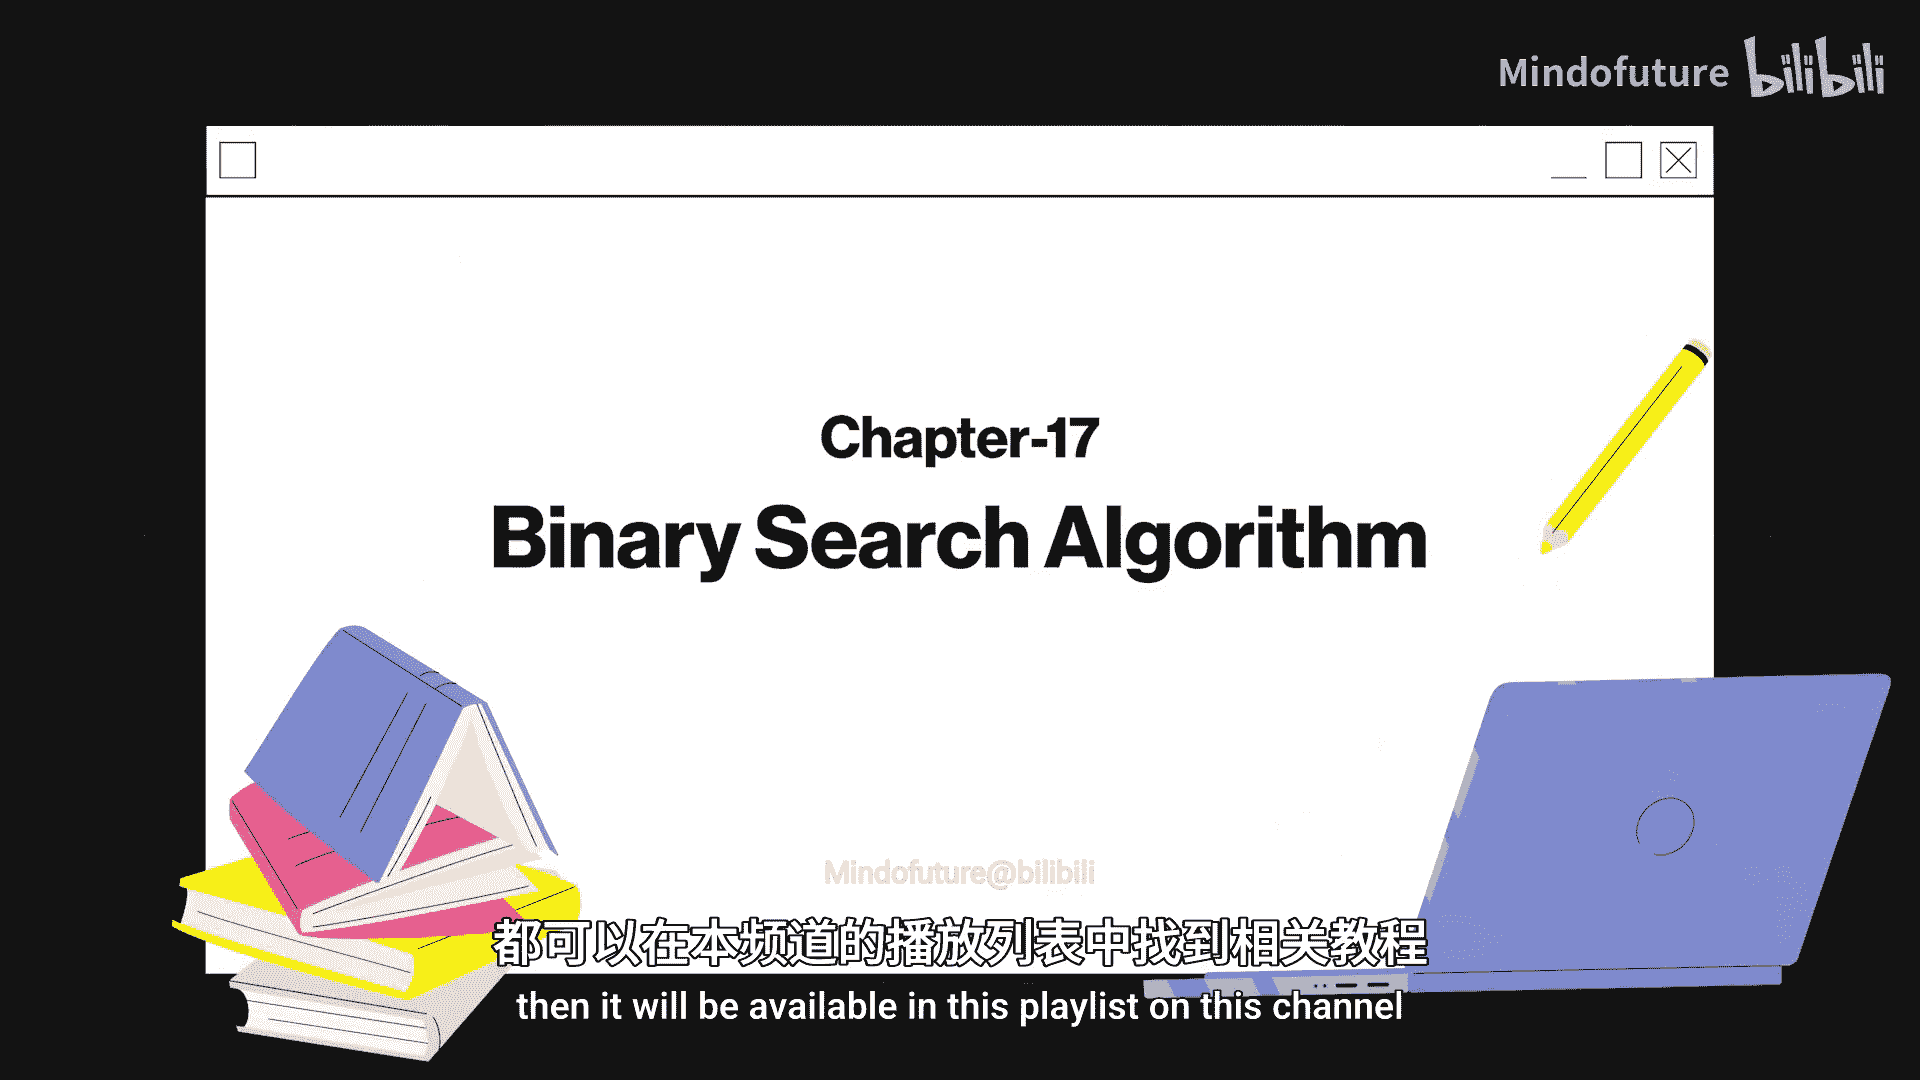 Mindofuture bilibili
Chapter-17
Binary Search Algorithm
Mindofuture@bilibili
都可以在本频道的播放列表中找到相关教程
then it will be available in this playlist on this channel